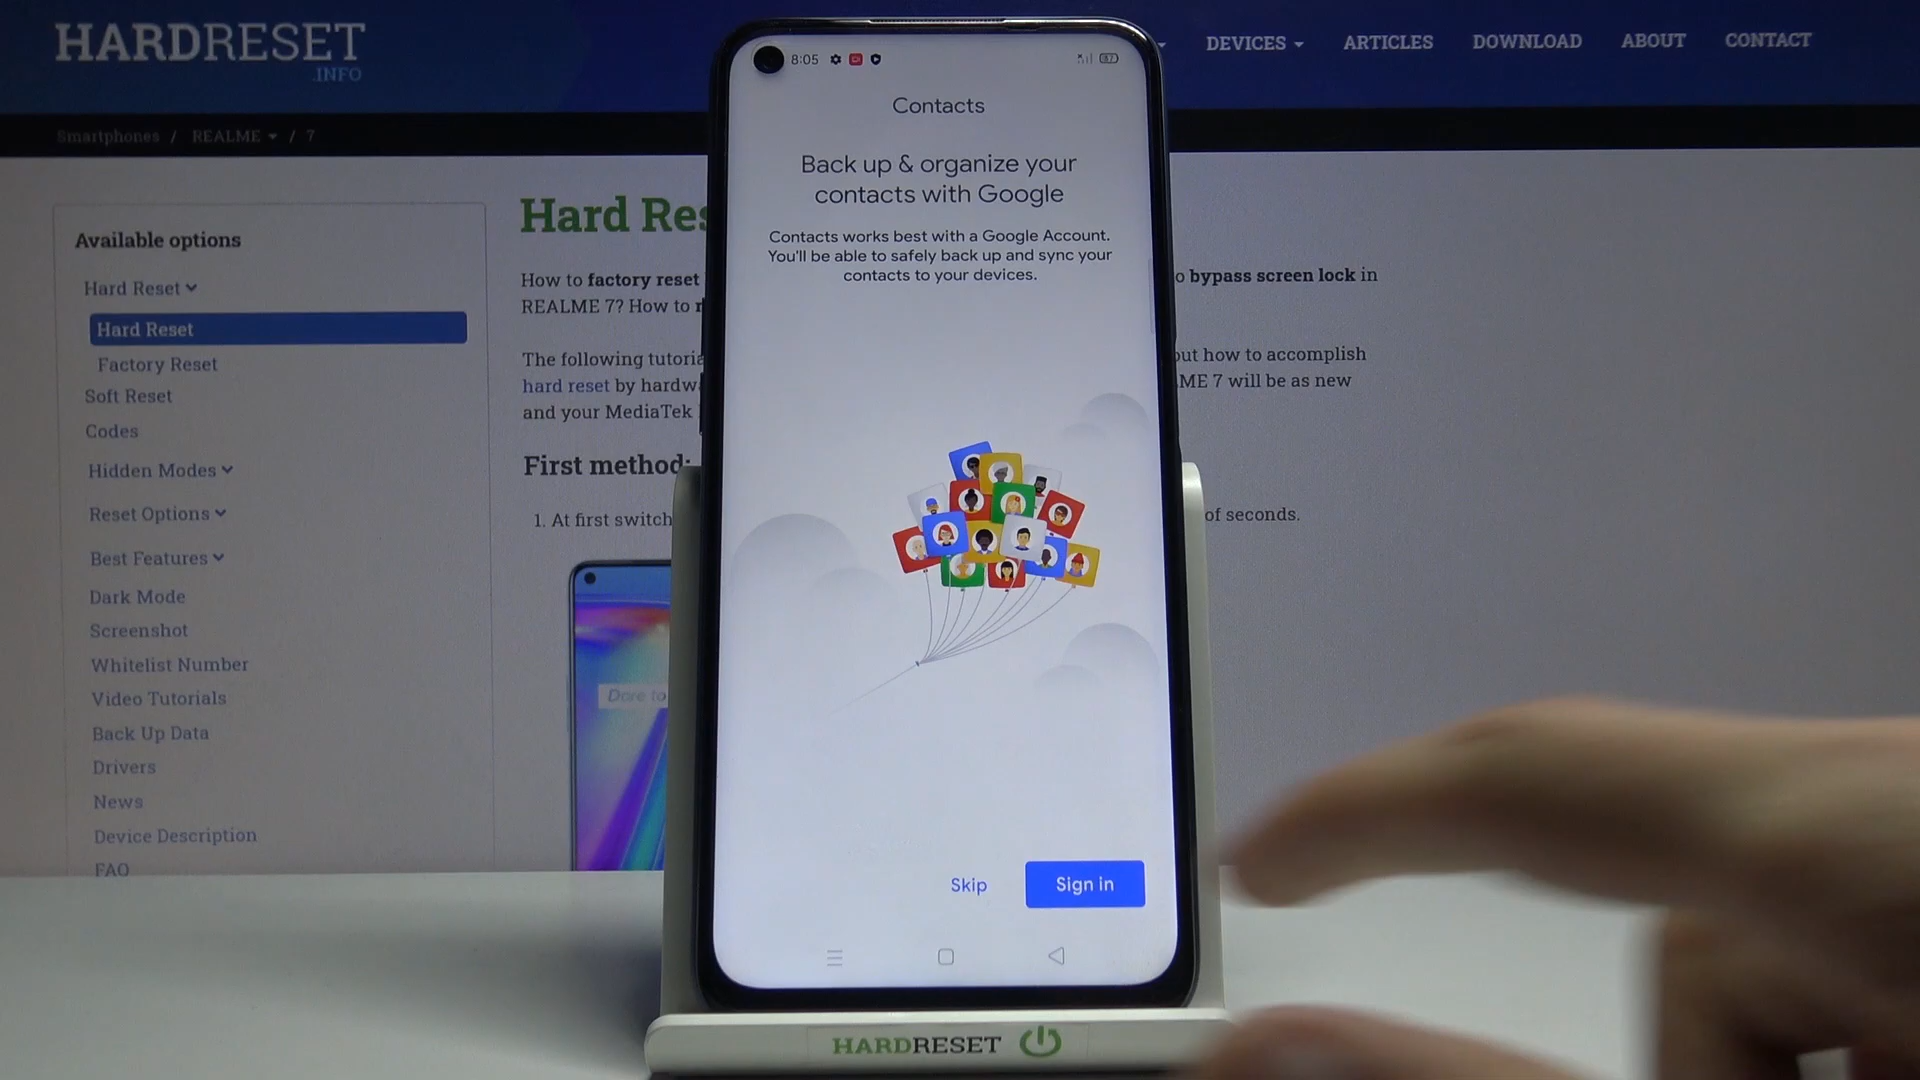 HARDRESET
.INFO
DEVICES
ARTICLES
DOWNLOAD
ABOUT
CONTACT
Smartphones / REALME / 7
Available options
Hard Reset
Hard Reset
Factory Reset
Soft Reset
Codes
Hidden Modes
Reset Options
Best Features
Dark Mode
Screenshot
Whitelist Number
Video Tutorials
Back Up Data
Drivers
News
Device Description
FAQ
Hard Res
How to factory reset
bypass screen lock in
REALME 7? How to
The following tutoria
out how to accomplish
hard reset by hardwa
ME 7 will be as new
and your MediaTek
First method:
1. At first switch
of seconds.
Dare to
8:05
87
Contacts
Back up & organize your
contacts with Google
Contacts works best with a Google Account.
You'll be able to safely back up and sync your
contacts to your devices.
Skip
Sign in
HARDRESET